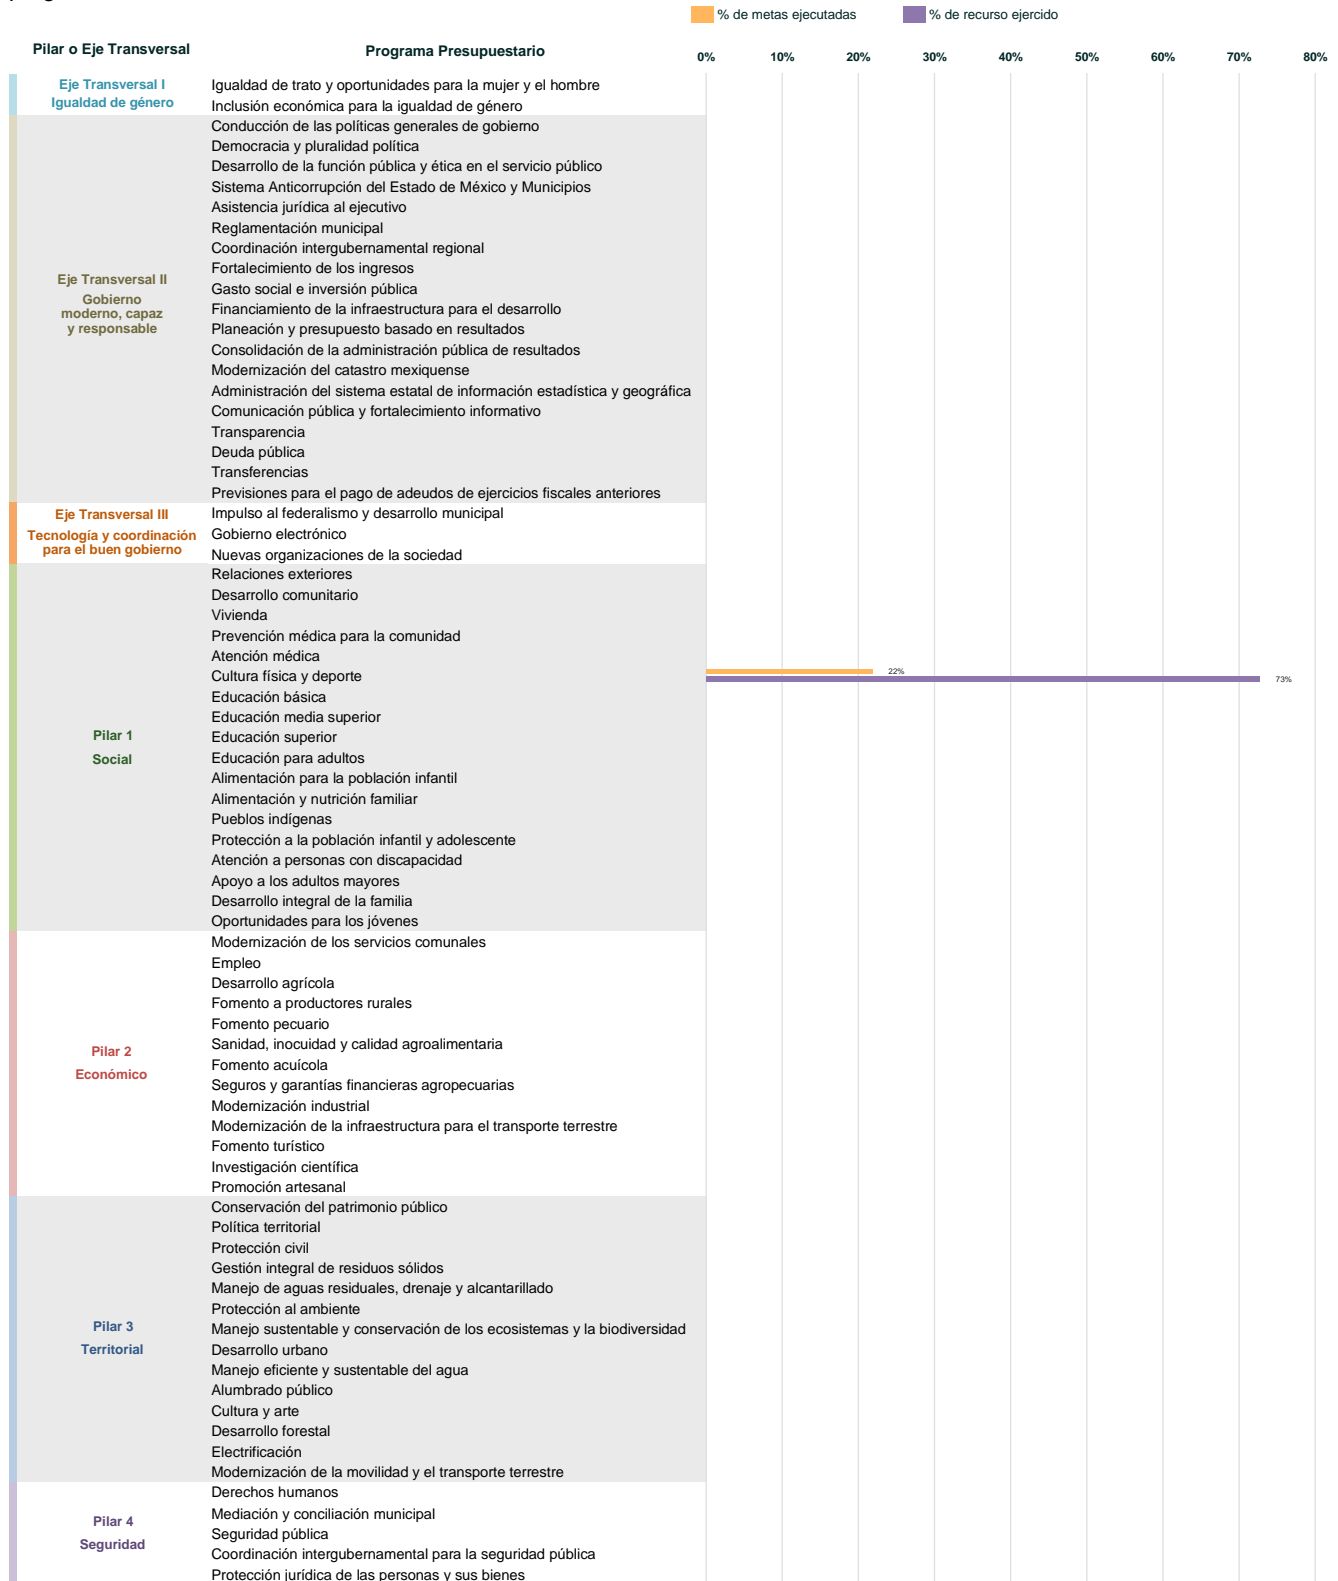 % de metas ejecutadas % de recurso ejercido
Pilar o Eje Transversal Programa Presupuestario 0% 10% 20% 30% 40% 50% 60% 70% 80%
Eje Transversal I
Igualdad de género
Igualdad de trato y oportunidades para la mujer y el hombre
Inclusión económica para la igualdad de género
Eje Transversal II
Gobierno
moderno, capaz
y responsable
Conducción de las políticas generales de gobierno
Democracia y pluralidad política
Desarrollo de la función pública y ética en el servicio público
Sistema Anticorrupción del Estado de México y Municipios
Asistencia jurídica al ejecutivo
Reglamentación municipal
Coordinación intergubernamental regional
Fortalecimiento de los ingresos
Gasto social e inversión pública
Financiamiento de la infraestructura para el desarrollo
Planeación y presupuesto basado en resultados
Consolidación de la administración pública de resultados
Modernización del catastro mexiquense
Administración del sistema estatal de información estadística y geográfica
Comunicación pública y fortalecimiento informativo
Transparencia
Deuda pública
Transferencias
Previsiones para el pago de adeudos de ejercicios fiscales anteriores
Eje Transversal III
Tecnología y coordinación
para el buen gobierno
Impulso al federalismo y desarrollo municipal
Gobierno electrónico
Nuevas organizaciones de la sociedad
Pilar 1
Social
Relaciones exteriores
Desarrollo comunitario
Vivienda
Prevención médica para la comunidad
Atención médica
Cultura física y deporte
22%
73%
Educación básica
Educación media superior
Educación superior
Educación para adultos
Alimentación para la población infantil
Alimentación y nutrición familiar
Pueblos indígenas
Protección a la población infantil y adolescente
Atención a personas con discapacidad
Apoyo a los adultos mayores
Desarrollo integral de la familia
Oportunidades para los jóvenes
Pilar 2
Económico
Modernización de los servicios comunales
Empleo
Desarrollo agrícola
Fomento a productores rurales
Fomento pecuario
Sanidad, inocuidad y calidad agroalimentaria
Fomento acuícola
Seguros y garantías financieras agropecuarias
Modernización industrial
Modernización de la infraestructura para el transporte terrestre
Fomento turístico
Investigación científica
Promoción artesanal
Pilar 3
Territorial
Conservación del patrimonio público
Política territorial
Protección civil
Gestión integral de residuos sólidos
Manejo de aguas residuales, drenaje y alcantarillado
Protección al ambiente
Manejo sustentable y conservación de los ecosistemas y la biodiversidad
Desarrollo urbano
Manejo eficiente y sustentable del agua
Alumbrado público
Cultura y arte
Desarrollo forestal
Electrificación
Modernización de la movilidad y el transporte terrestre
Pilar 4
Seguridad
Derechos humanos
Mediación y conciliación municipal
Seguridad pública
Coordinación intergubernamental para la seguridad pública
Protección jurídica de las personas y sus bienes